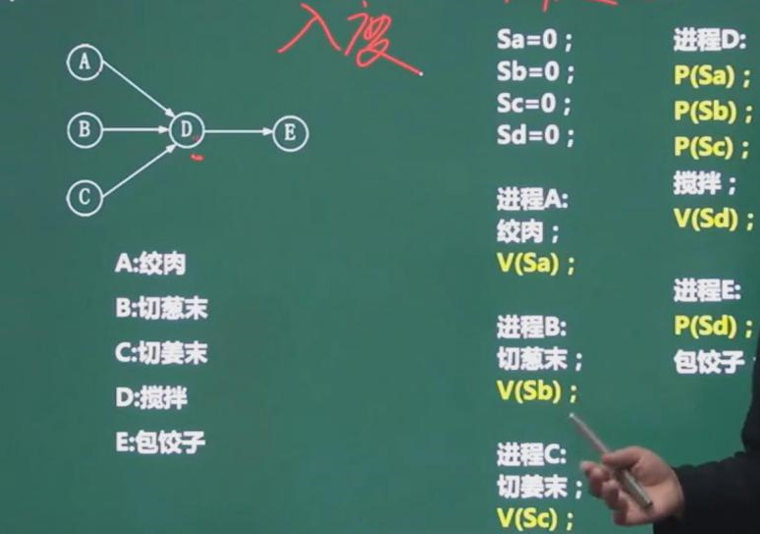 入度
A
B
C
D
E
A:绞肉
B:切葱末
C:切姜末
D:搅拌
E:包饺子
Sa=0；
Sb=0；
Sc=0；
Sd=0；
进程A:
绞肉；
V(Sa)；
进程B:
切葱末；
V(Sb)；
进程C:
切姜末；
V(Sc)；
进程D:
P(Sa)；
P(Sb)；
P(Sc)；
搅拌；
V(Sd)；
进程E:
P(Sd)；
包饺子